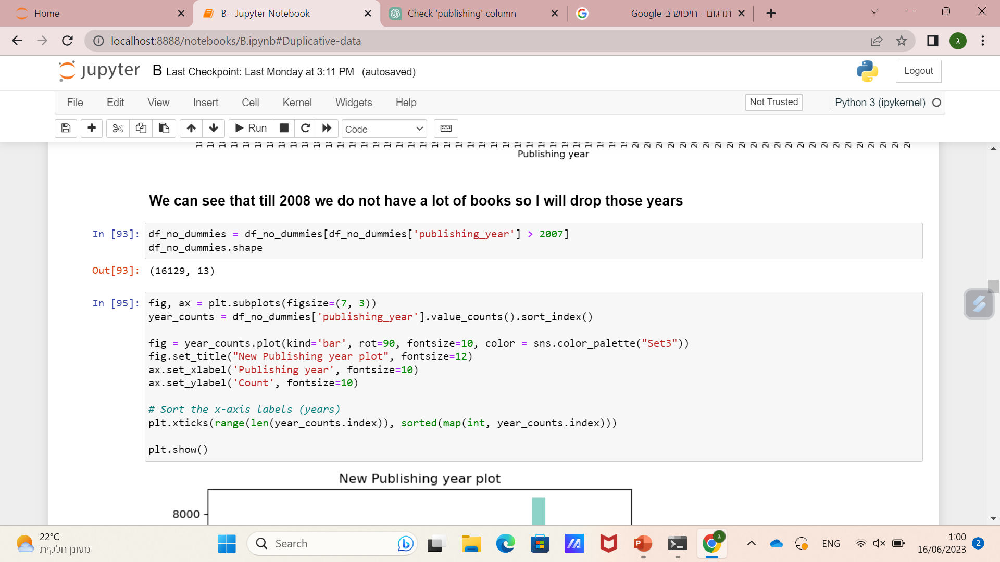 Home
B - Jupyter Notebook
Check 'publishing' column
תרגום - חיפוש ב-Google
localhost:8888/notebooks/B.ipynb#Duplicative-data
ג
jupyter B Last Checkpoint: Last Monday at 3:11 PM (autosaved)
Logout
File Edit View Insert Cell Kernel Widgets Help
Not Trusted
Python 3 (ipykernel)
Run
Code
Publishing year
We can see that till 2008 we do not have a lot of books so I will drop those years
In [93]: df_no_dummies = df_no_dummies[df_no_dummies['publishing_year'] > 2007]
df_no_dummies.shape
Out[93]: (16129, 13)
In [95]: fig, ax = plt.subplots(figsize=(7, 3))
year_counts = df_no_dummies['publishing_year'].value_counts().sort_index()
fig = year_counts.plot(kind='bar', rot=90, fontsize=10, color = sns.color_palette("Set3"))
fig.set_title("New Publishing year plot", fontsize=12)
ax.set_xlabel('Publishing year', fontsize=10)
ax.set_ylabel('Count', fontsize=10)
# Sort the x-axis labels (years)
plt.xticks(range(len(year_counts.index)), sorted(map(int, year_counts.index)))
plt.show()
New Publishing year plot
8000
22°C
מעונן חלקית
Search
ENG
1:00
16/06/2023
2